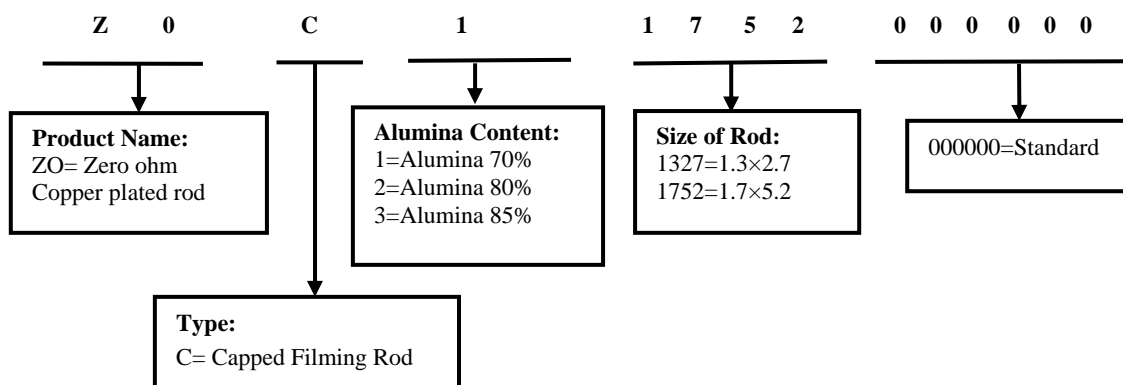 Z 0 C 1 1 7 5 2 0 0 0 0 0 0
Product Name:
ZO= Zero ohm
Copper plated rod
Alumina Content:
1=Alumina 70%
2=Alumina 80%
3=Alumina 85%
Size of Rod:
1327=1.3×2.7
1752=1.7×5.2
000000=Standard
Type:
C= Capped Filming Rod